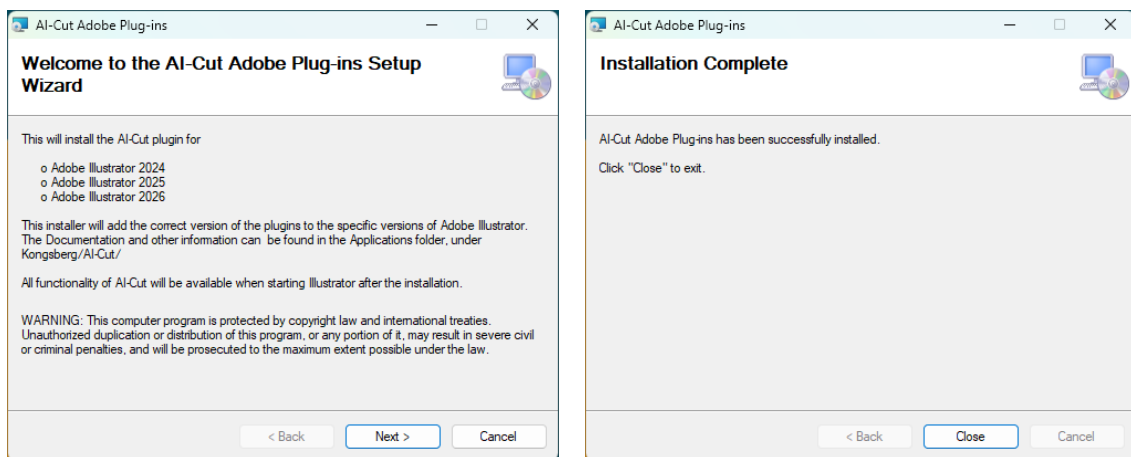 AI-Cut Adobe Plug-ins
Welcome to the AI-Cut Adobe Plug-ins Setup
Wizard
This will install the AI-Cut plugin for
o Adobe Illustrator 2024
o Adobe Illustrator 2025
o Adobe Illustrator 2026
This installer will add the correct version of the plugins to the specific versions of Adobe Illustrator.
The Documentation and other information can be found in the Applications folder, under
Kongsberg/AI-Cut/
All functionality of AI-Cut will be available when starting Illustrator after the installation.
WARNING: This computer program is protected by copyright law and international treaties.
Unauthorized duplication or distribution of this program, or any portion of it, may result in severe civil
or criminal penalties, and will be prosecuted to the maximum extent possible under the law.
< Back
Next >
Cancel
AI-Cut Adobe Plug-ins
Installation Complete
AI-Cut Adobe Plug-ins has been successfully installed.
Click "Close" to exit.
< Back
Close
Cancel